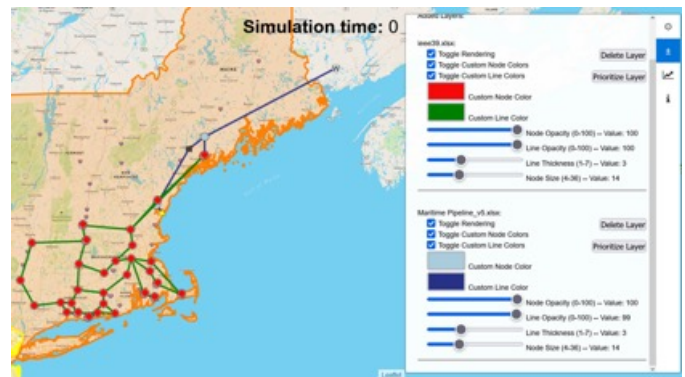 Simulation time: 0
Added Layers:
ieee39.xlsx:
Toggle Rendering
Delete Layer
Toggle Custom Node Colors
Toggle Custom Line Colors
Prioritize Layer
Custom Node Color
Custom Line Color
Node Opacity (0-100) -- Value: 100
Line Opacity (0-100) -- Value: 100
Line Thickness (1-7) -- Value: 3
Node Size (4-36) -- Value: 14
Maritime Pipeline_v5.xlsx:
Toggle Rendering
Delete Layer
Toggle Custom Node Colors
Toggle Custom Line Colors
Prioritize Layer
Custom Node Color
Custom Line Color
Node Opacity (0-100) -- Value: 100
Line Opacity (0-100) -- Value: 99
Line Thickness (1-7) -- Value: 3
Node Size (4-36) -- Value: 14
MAINE
Leaflet